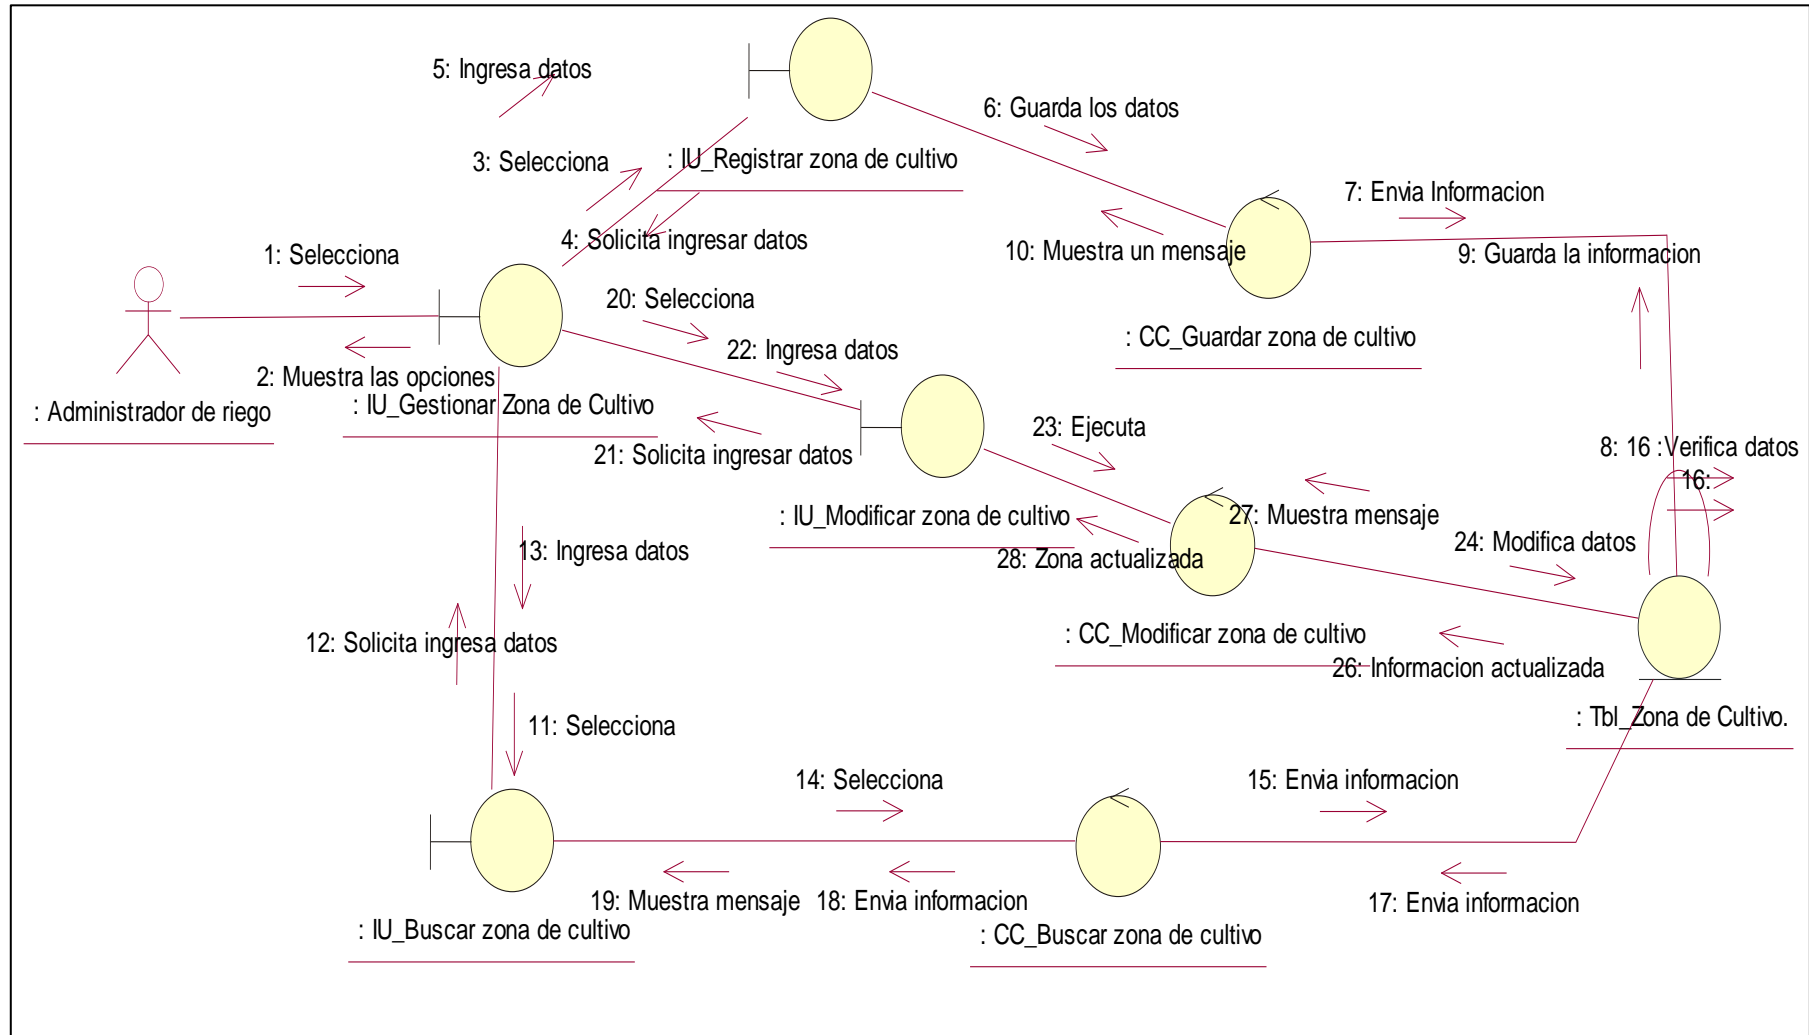 5: Ingresa datos
6: Guarda los datos
3: Selecciona
: IU_Registrar zona de cultivo
7: Envia Informacion
4: Solicita ingresar datos
10: Muestra un mensaje
9: Guarda la informacion
1: Selecciona
20: Selecciona
: CC_Guardar zona de cultivo
22: Ingresa datos
2: Muestra las opciones
: Administrador de riego
: IU_Gestionar Zona de Cultivo
23: Ejecuta
21: Solicita ingresar datos
8: 16 :Verifica datos
16:
: IU_Modificar zona de cultivo
27: Muestra mensaje
24: Modifica datos
13: Ingresa datos
28: Zona actualizada
12: Solicita ingresa datos
: CC_Modificar zona de cultivo
26: Informacion actualizada
11: Selecciona
: Tbl_Zona de Cultivo.
14: Selecciona
15: Envia informacion
19: Muestra mensaje
18: Envia informacion
17: Envia informacion
: IU_Buscar zona de cultivo
: CC_Buscar zona de cultivo